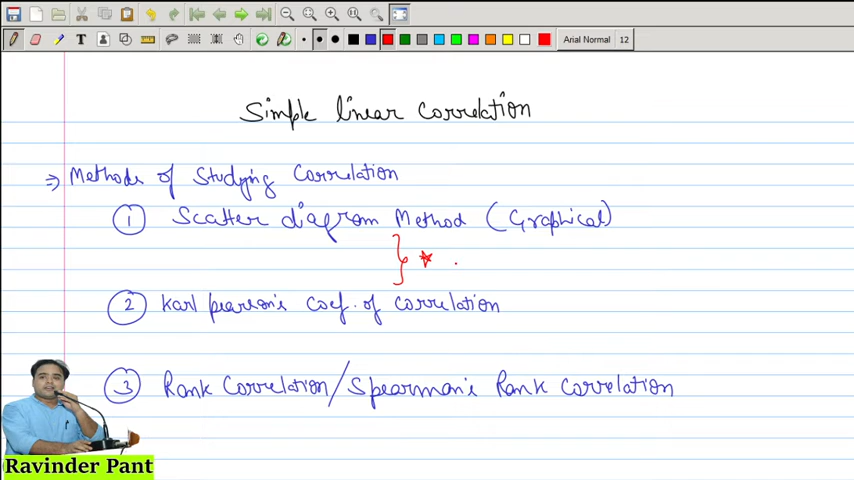 Arial Normal 12
Simple linear correlation
⇒ Methods of Studying Correlation
① Scatter diagram Method (Graphical)
② Karl pearson's coef. of correlation
③ Rank Correlation/Spearman's Rank correlation
Ravinder Pant